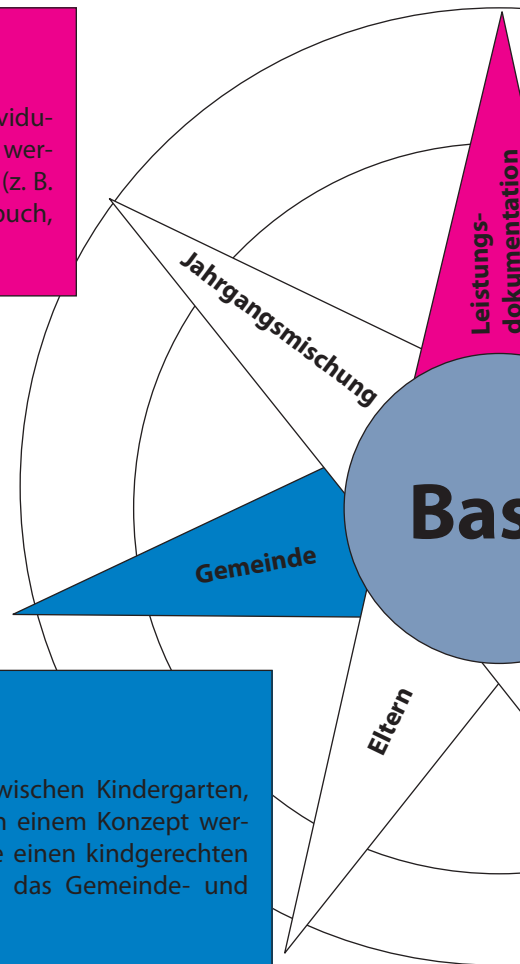 vidu-
wer-
(z. B.
buch,
Leistungs-
dokumentation
Jahrgangsmischung
Bas
Gemeinde
Eltern
wischen Kindergarten,
n einem Konzept wer-
e einen kindgerechten
das Gemeinde- und